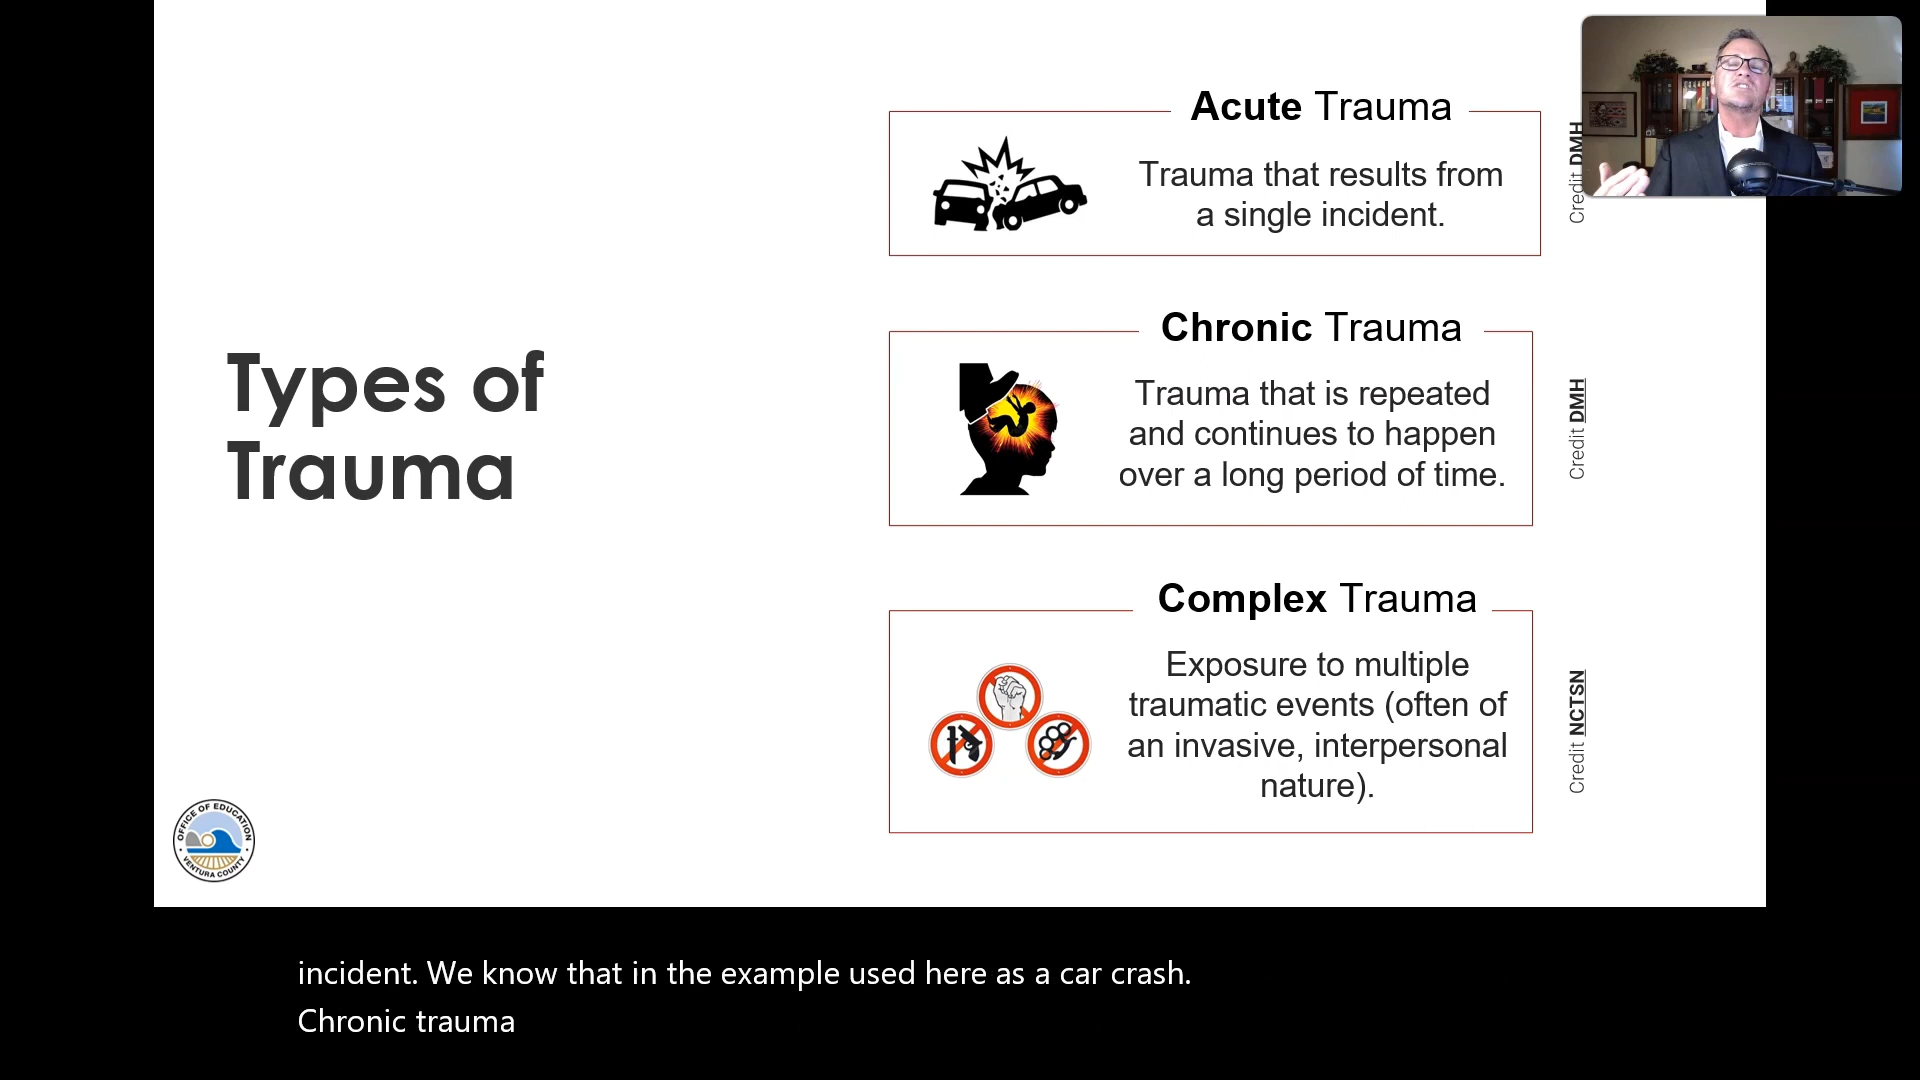 Types of
Trauma
Acute Trauma
Trauma that results from
a single incident.
Credit DMH
Chronic Trauma
Trauma that is repeated
and continues to happen
over a long period of time.
Credit DMH
Complex Trauma
Exposure to multiple
traumatic events (often of
an invasive, interpersonal
nature).
Credit NCTSN
OFFICE OF EDUCATION
VENTURA COUNTY
incident. We know that in the example used here as a car crash.
Chronic trauma